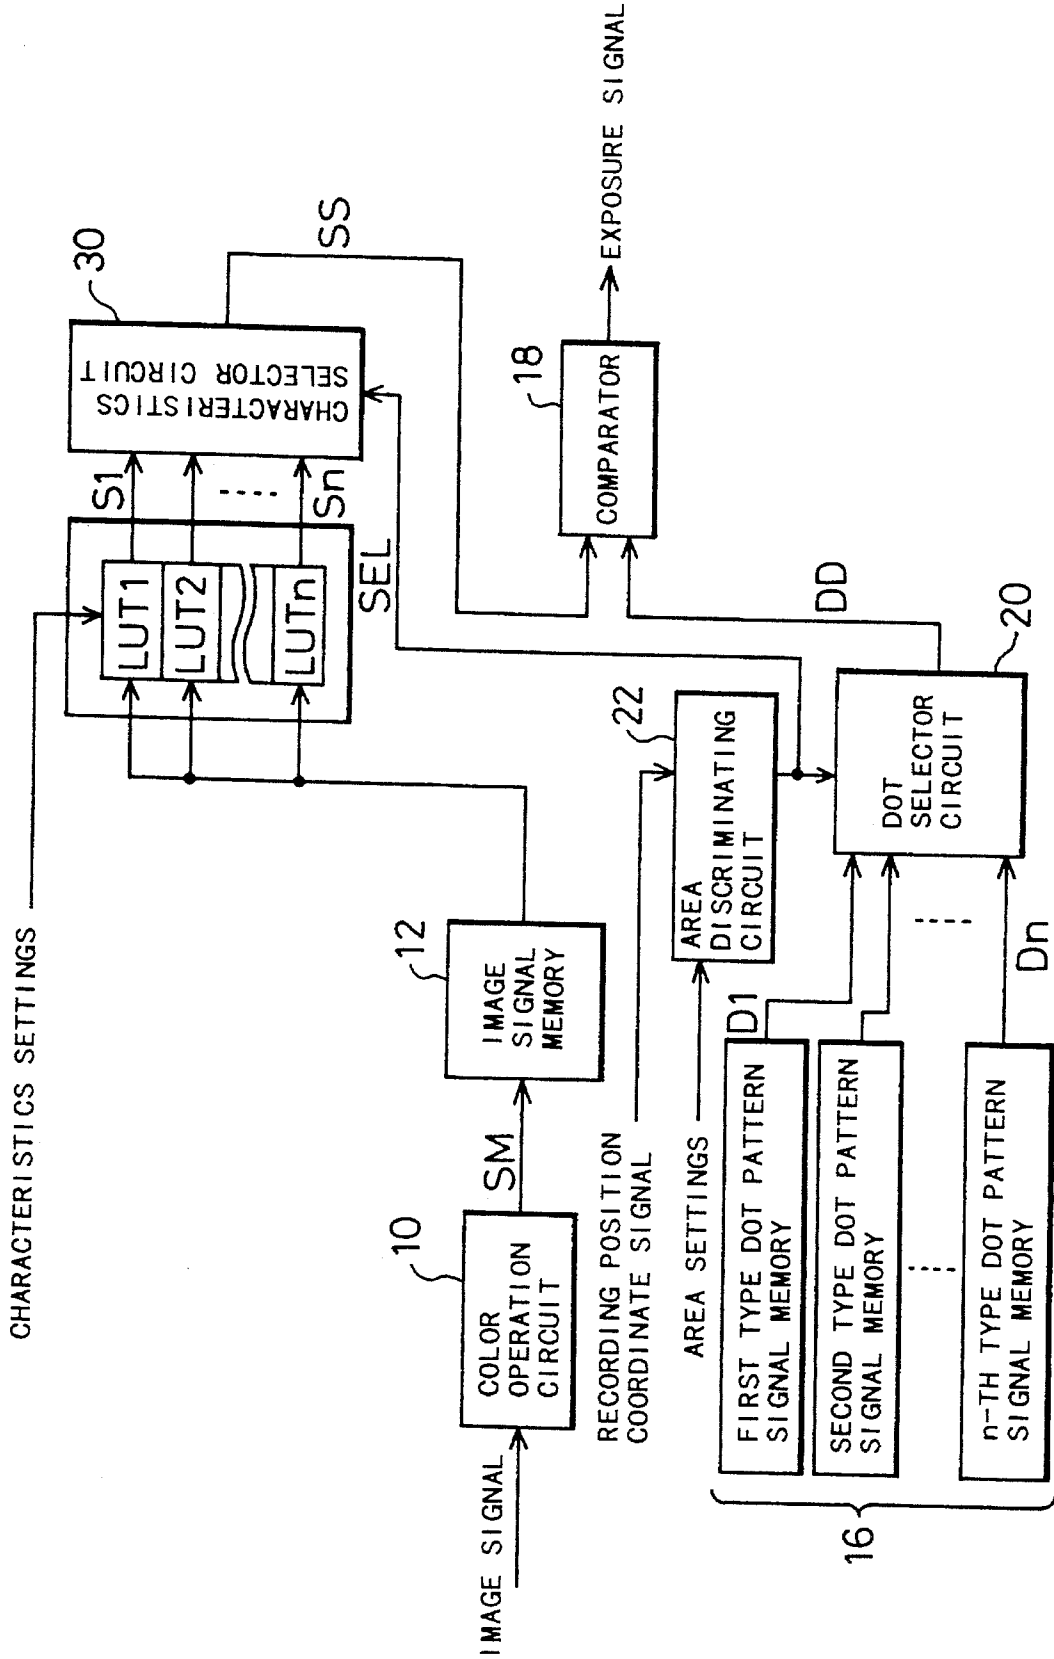 CHARACTERISTICS SETTINGS
LUT1
LUT2
LUTn
S1
Sn
CHARACTERISTICS
SELECTOR CIRCUIT
30
SS
SEL
IMAGE SIGNAL
COLOR
OPERATION
CIRCUIT
10
SM
IMAGE
SIGNAL
MEMORY
12
COMPARATOR
18
EXPOSURE SIGNAL
RECORDING POSITION
COORDINATE SIGNAL
AREA SETTINGS
AREA
DISCRIMINATING
CIRCUIT
22
FIRST TYPE DOT PATTERN
SIGNAL MEMORY
D1
SECOND TYPE DOT PATTERN
SIGNAL MEMORY
n-TH TYPE DOT PATTERN
SIGNAL MEMORY
Dn
16
DOT
SELECTOR
CIRCUIT
20
DD